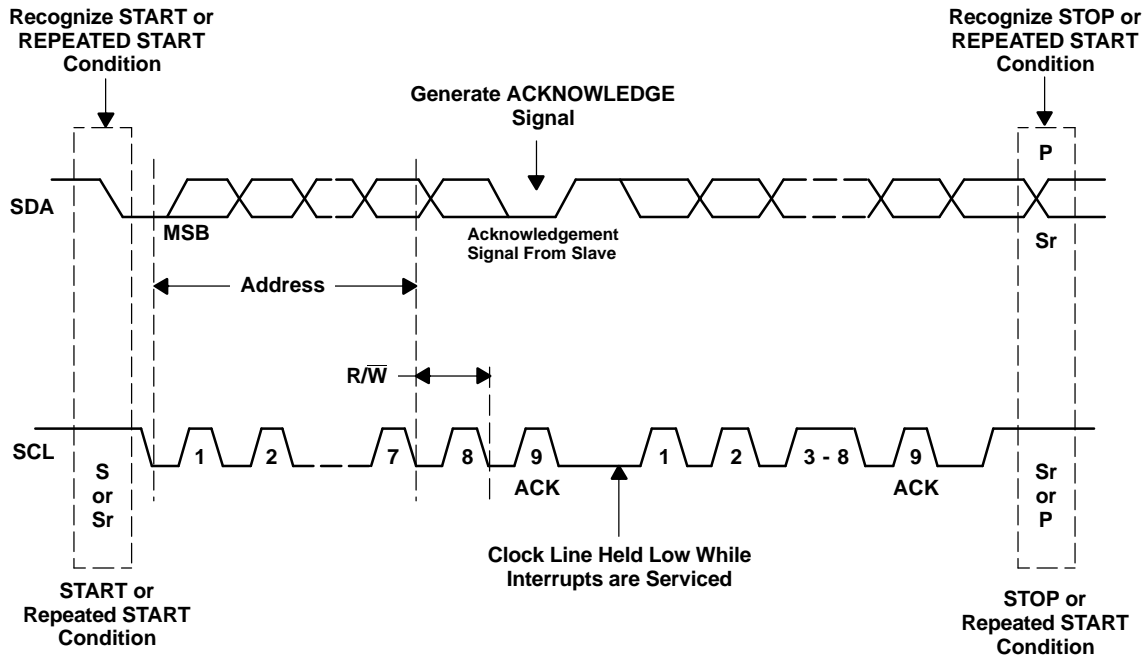 Recognize START or
REPEATED START
Condition
Recognize STOP or
REPEATED START
Condition
Generate ACKNOWLEDGE
Signal
P
SDA
MSB
Acknowledgement
Signal From Slave
Sr
Address
R/W̅
SCL
1
2
7
8
9
1
2
3 - 8
9
ACK
ACK
S
or
Sr
Sr
or
P
Clock Line Held Low While
Interrupts are Serviced
START or
Repeated START
Condition
STOP or
Repeated START
Condition